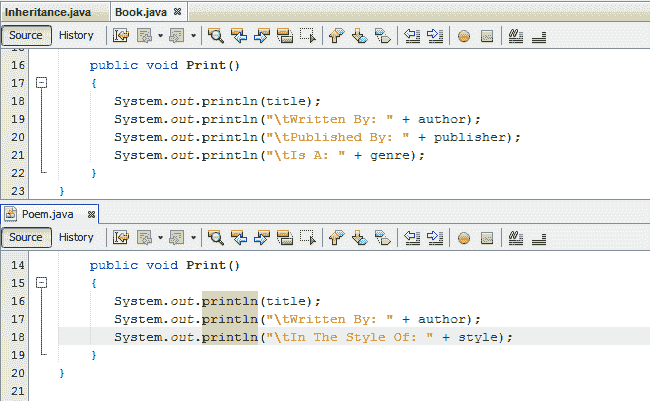 Inheritance.java Book.java
Source History
16 public void Print()
17 {
18 System.out.println(title);
19 System.out.println("\tWritten By: " + author);
20 System.out.println("\tPublished By: " + publisher);
21 System.out.println("\tIs A: " + genre);
22 }
23 }
Poem.java
Source History
14 public void Print()
15 {
16 System.out.println(title);
17 System.out.println("\tWritten By: " + author);
18 System.out.println("\tIn The Style Of: " + style);
19 }
20 }
21